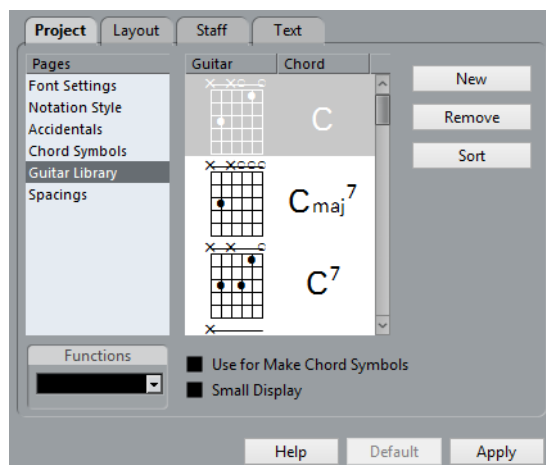 Project Layout Staff Text
Pages
Font Settings
Notation Style
Accidentals
Chord Symbols
Guitar Library
Spacings
Functions
Guitar Chord
X X O O
C
X X O O O
Cmaj7
X X O
C7
X
New
Remove
Sort
Use for Make Chord Symbols
Small Display
Help Default Apply